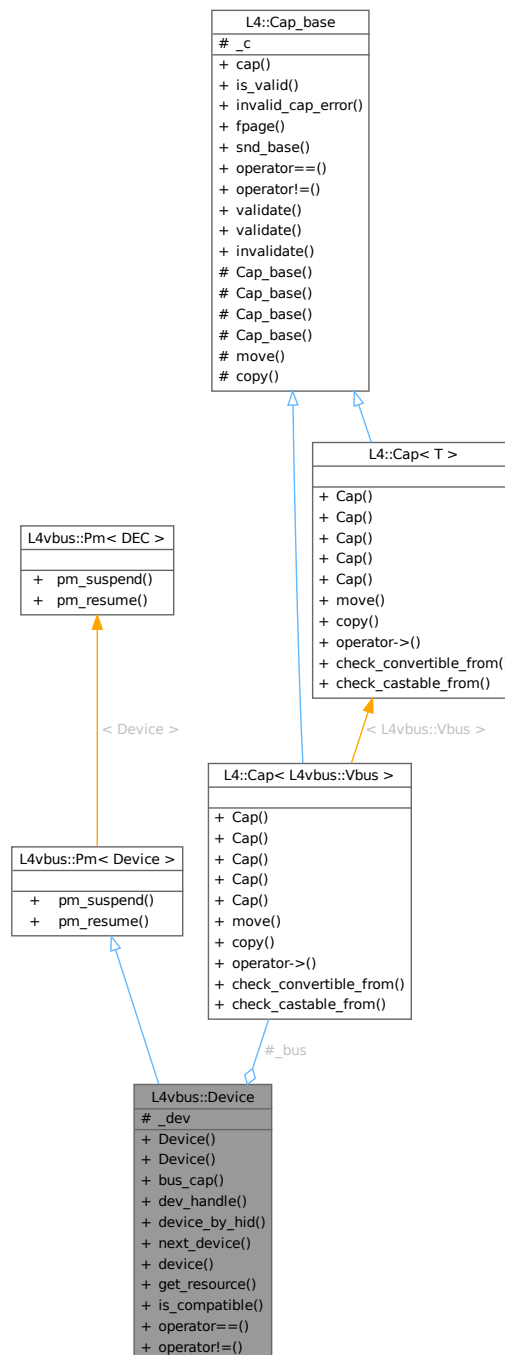 L4::Cap_base
# _c
+ cap()
+ is_valid()
+ invalid_cap_error()
+ fpage()
+ snd_base()
+ operator==()
+ operator!=()
+ validate()
+ validate()
+ invalidate()
# Cap_base()
# Cap_base()
# Cap_base()
# Cap_base()
# move()
# copy()
L4::Cap< T >
+ Cap()
+ Cap()
+ Cap()
+ Cap()
+ Cap()
+ move()
+ copy()
+ operator->()
+ check_convertible_from()
+ check_castable_from()
L4vbus::Pm< DEC >
+ pm_suspend()
+ pm_resume()
< Device >
< L4vbus::Vbus >
L4::Cap< L4vbus::Vbus >
+ Cap()
+ Cap()
+ Cap()
+ Cap()
+ Cap()
+ move()
+ copy()
+ operator->()
+ check_convertible_from()
+ check_castable_from()
L4vbus::Pm< Device >
+ pm_suspend()
+ pm_resume()
#_bus
L4vbus::Device
# _dev
+ Device()
+ Device()
+ bus_cap()
+ dev_handle()
+ device_by_hid()
+ next_device()
+ device()
+ get_resource()
+ is_compatible()
+ operator==()
+ operator!=()